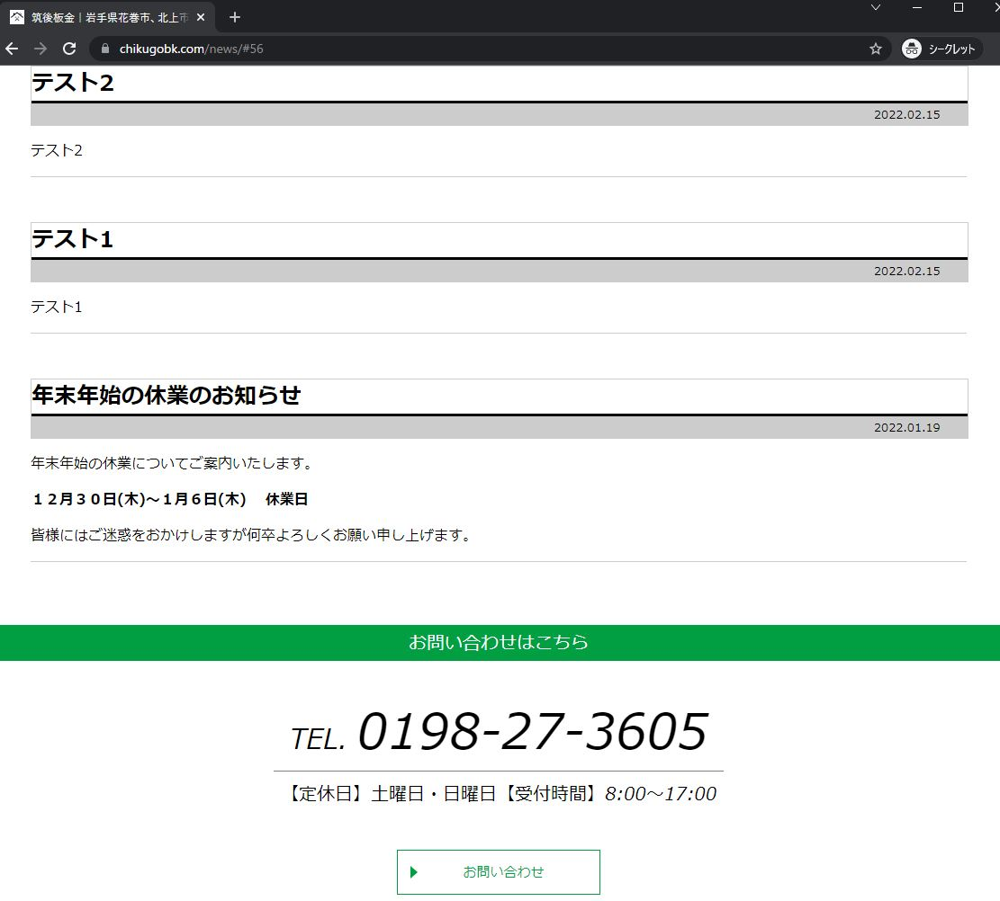 筑後板金｜岩手県花巻市、北上市
chikugobk.com/news/#56
シークレット
テスト2
2022.02.15
テスト2
テスト1
2022.02.15
テスト1
年末年始の休業のお知らせ
2022.01.19
年末年始の休業についてご案内いたします。
１２月３０日(木)～１月６日(木)　休業日
皆様にはご迷惑をおかけしますが何卒よろしくお願い申し上げます。
お問い合わせはこちら
TEL. 0198-27-3605
【定休日】土曜日・日曜日【受付時間】8:00～17:00
お問い合わせ